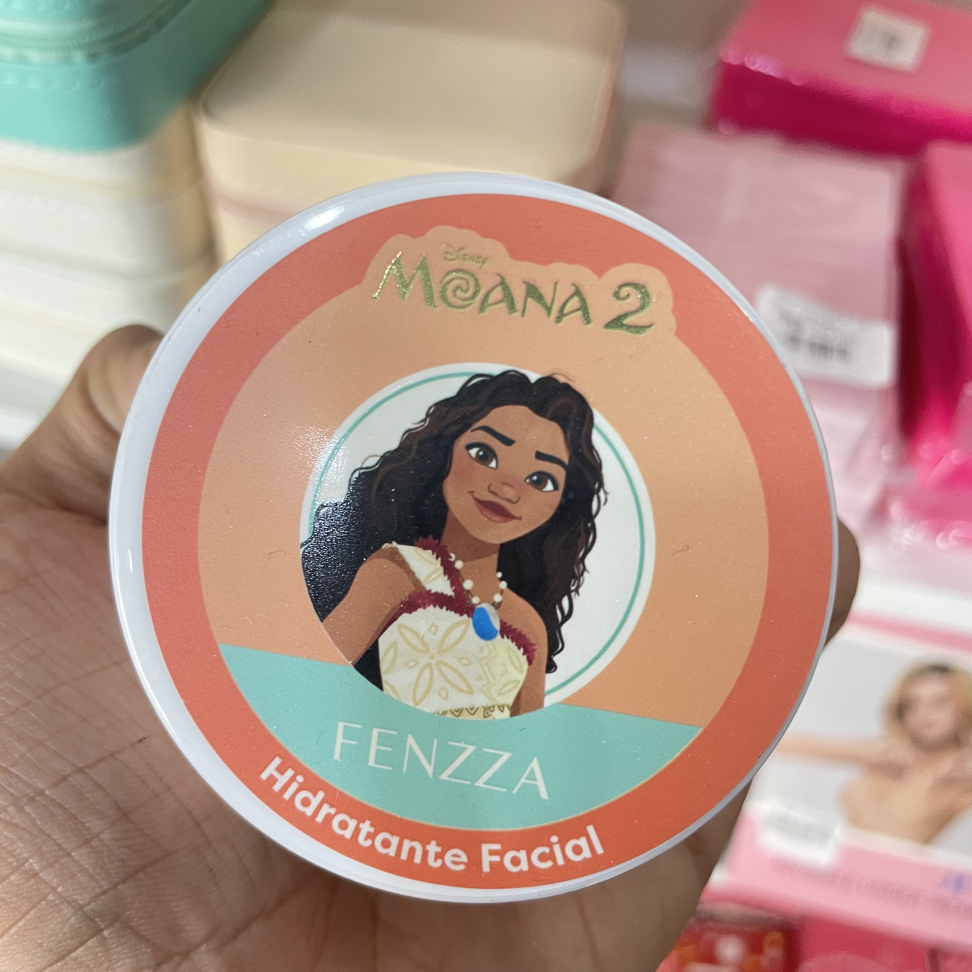 Disney
MOANA 2
FENZZA
Hidratante Facial